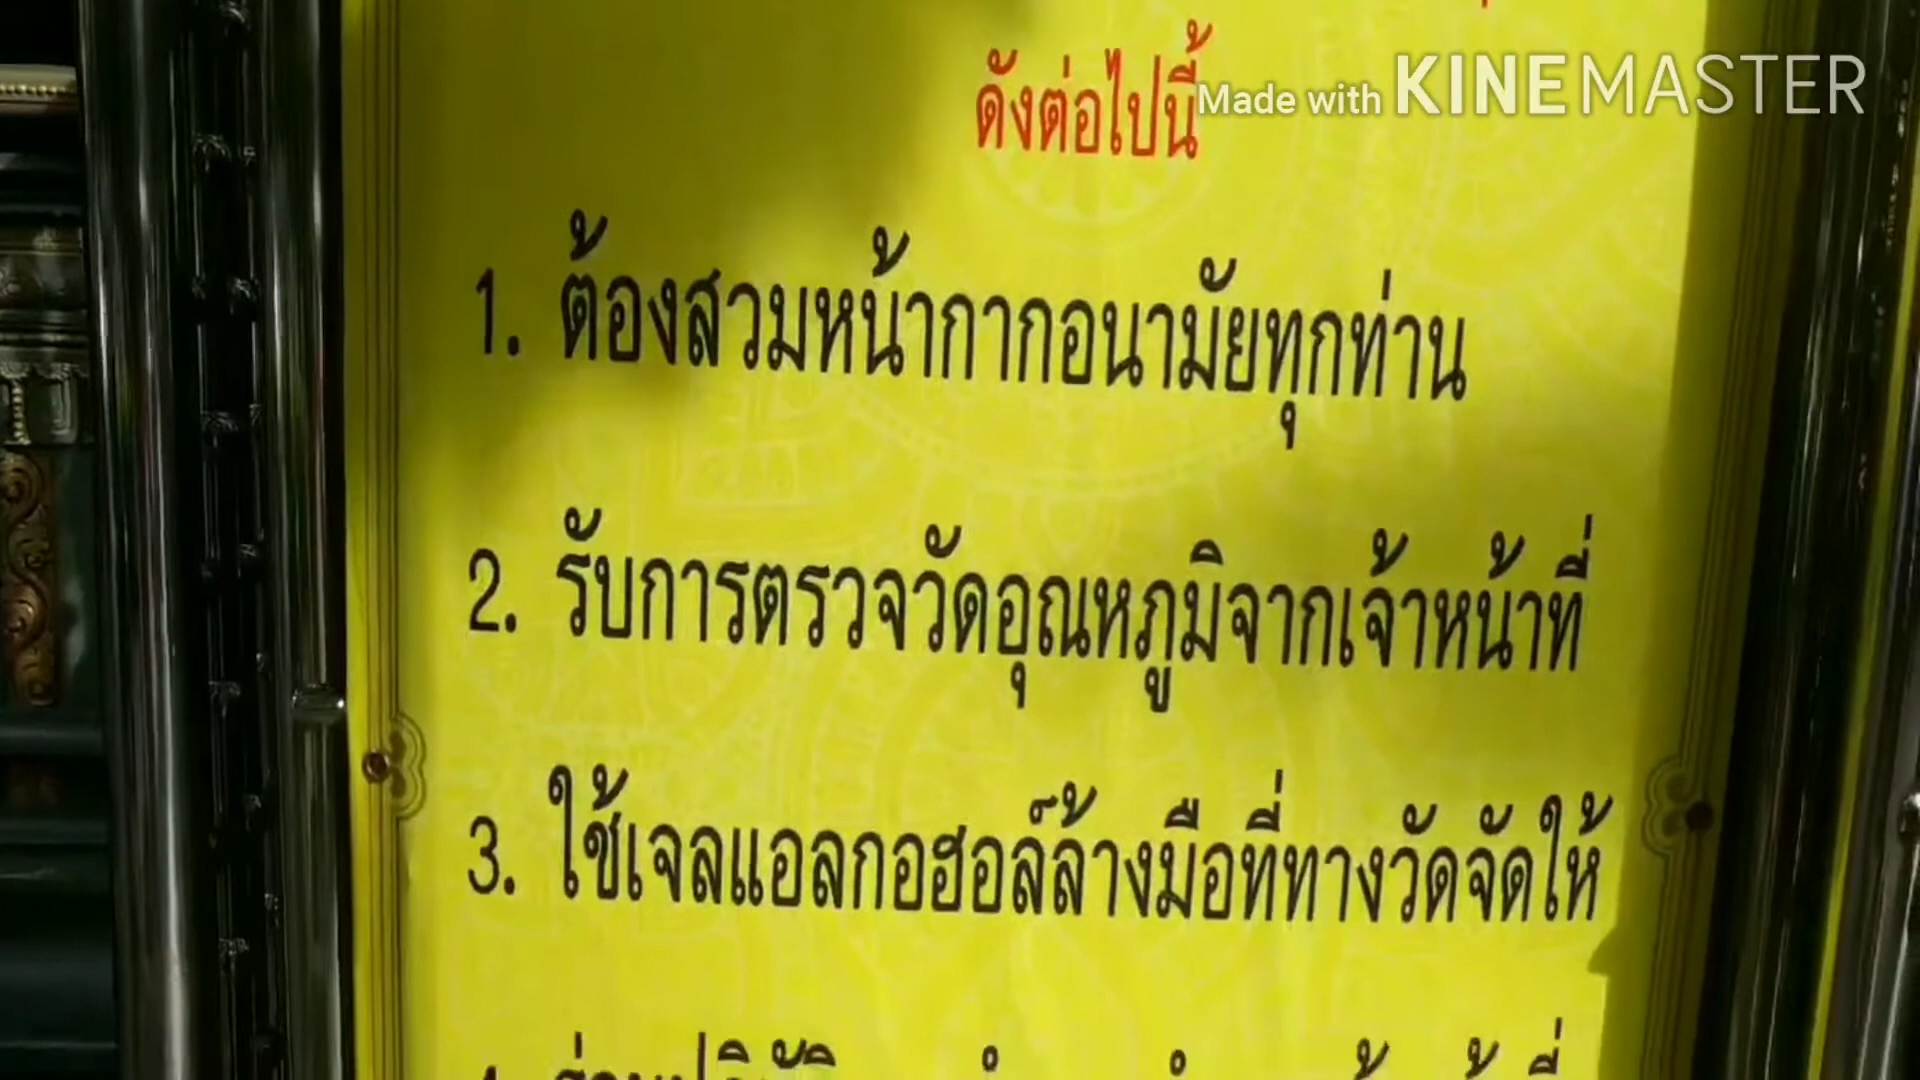 ดังต่อไปนี้
Made with KINEMASTER
1. ต้องสวมหน้ากากอนามัยทุกท่าน
2. รับการตรวจวัดอุณหภูมิจากเจ้าหน้าที่
3. ใช้เจลแอลกอฮอล์ล้างมือที่ทางวัดจัดให้